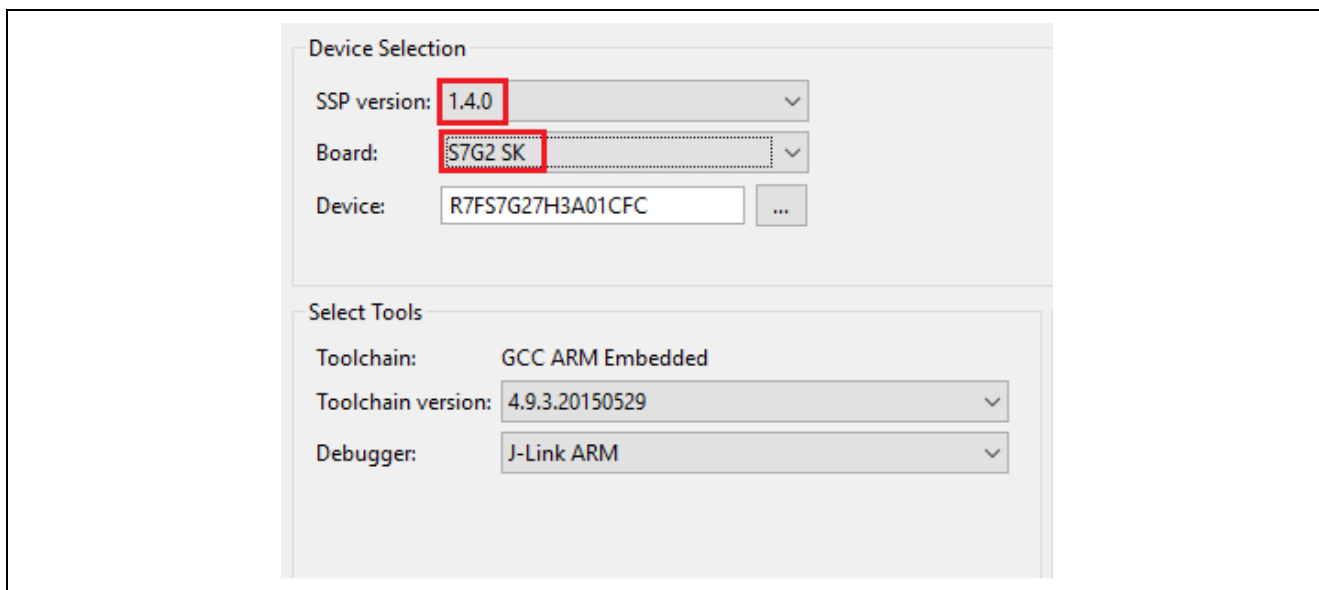 Device Selection
SSP version: 1.4.0
Board: S7G2 SK
Device: R7FS7G27H3A01CFC ...
Select Tools
Toolchain: GCC ARM Embedded
Toolchain version: 4.9.3.20150529
Debugger: J-Link ARM